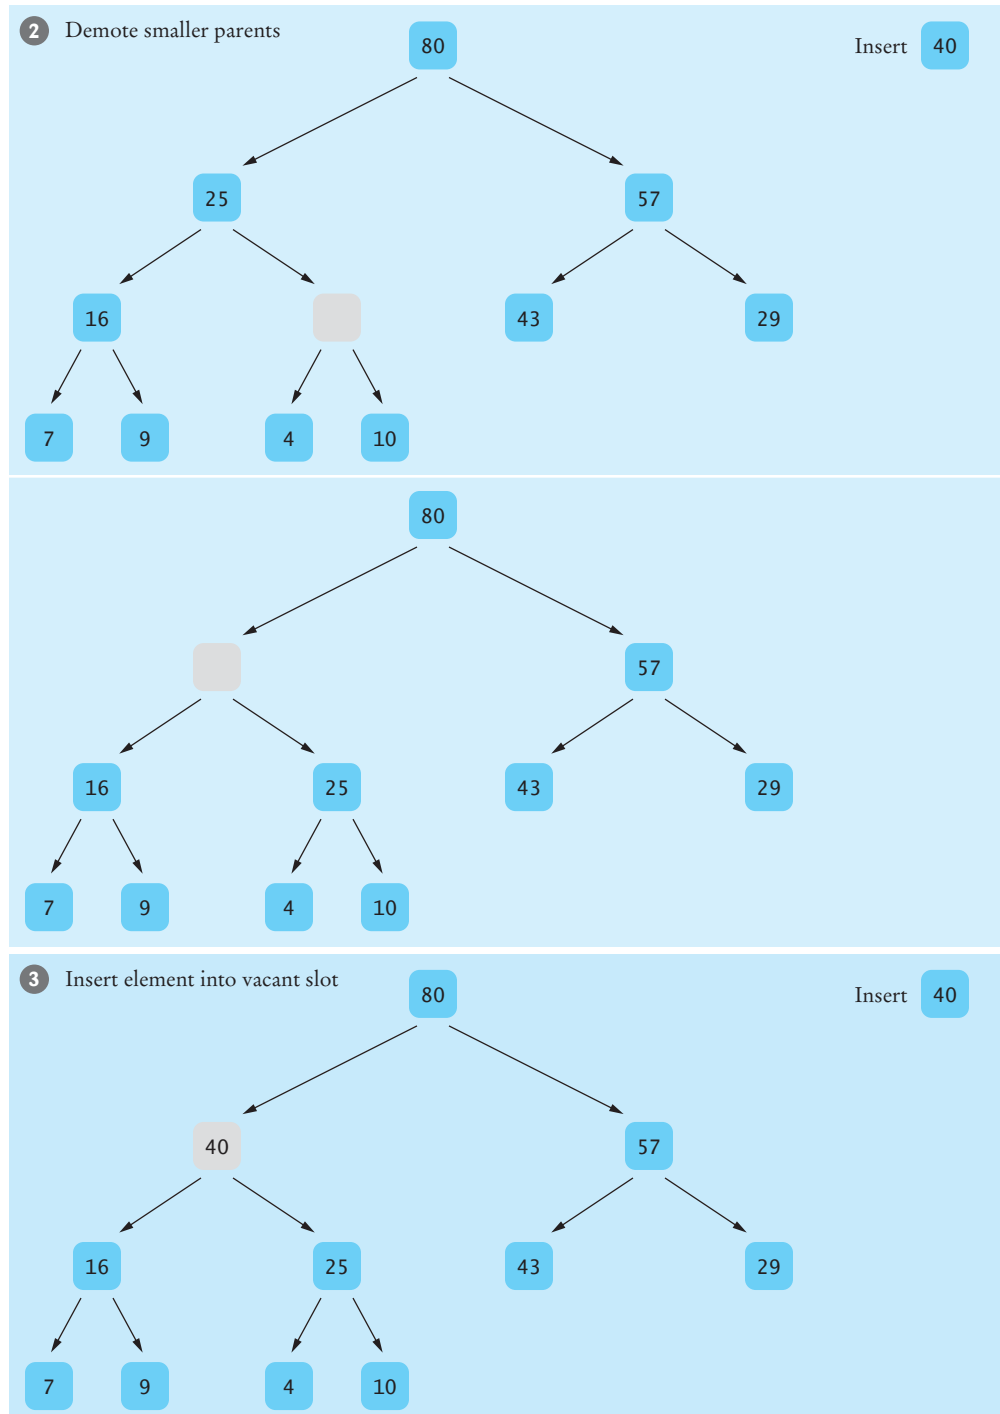 2 Demote smaller parents
80
Insert 40
25 57
16 43 29
7 9 4 10
80
57
16 25 43 29
7 9 4 10
3 Insert element into vacant slot
80
Insert 40
40 57
16 25 43 29
7 9 4 10